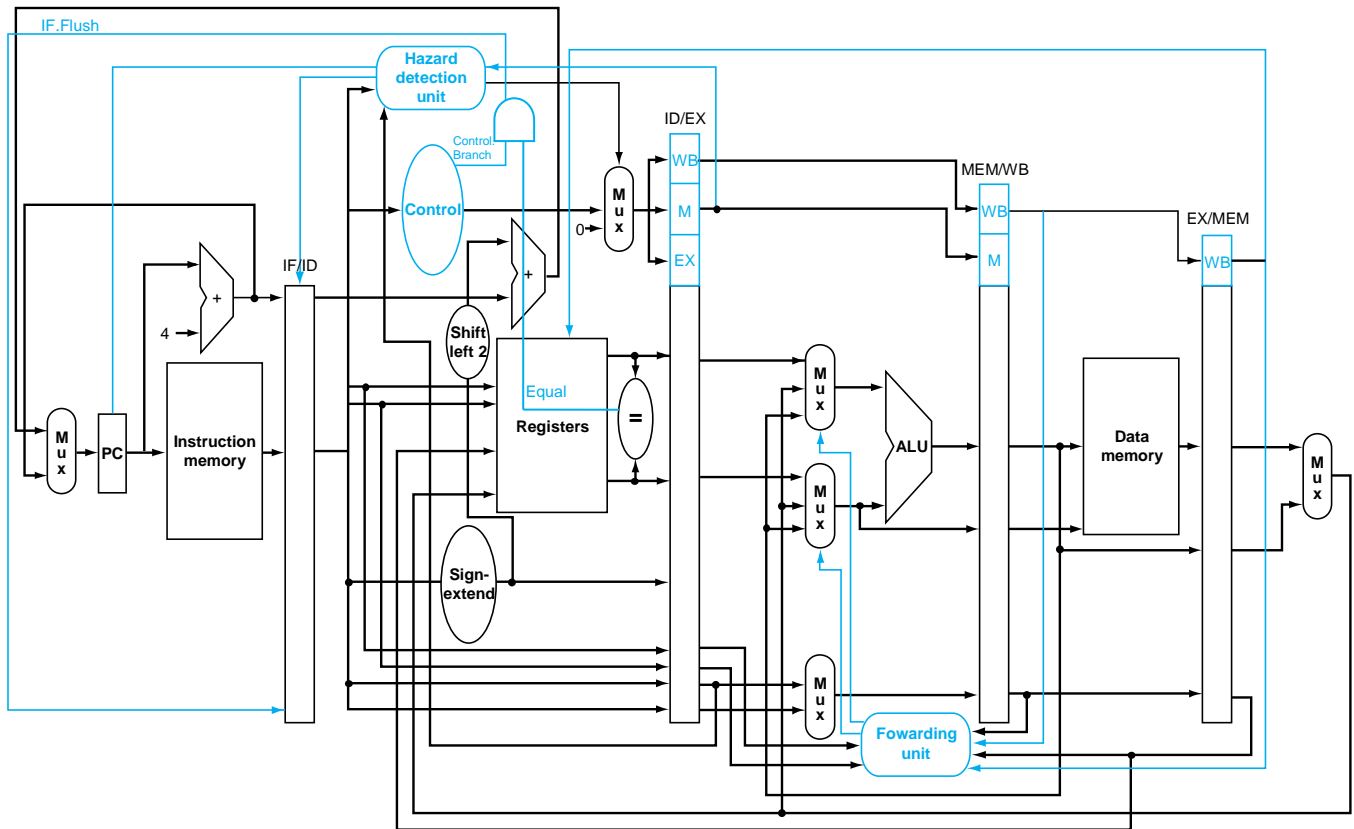 IF.Flush
Hazard
detection
unit
ID/EX
Control.
Branch
WB
MEM/WB
M
u
x
Control
M
WB
EX/MEM
0
IF/ID
+
EX
M
WB
+
4
Shift
left 2
M
u
x
Equal
=
M
u
x
PC
Instruction
memory
Registers
ALU
Data
memory
M
u
x
M
u
x
Sign-
extend
M
u
x
Fowarding
unit